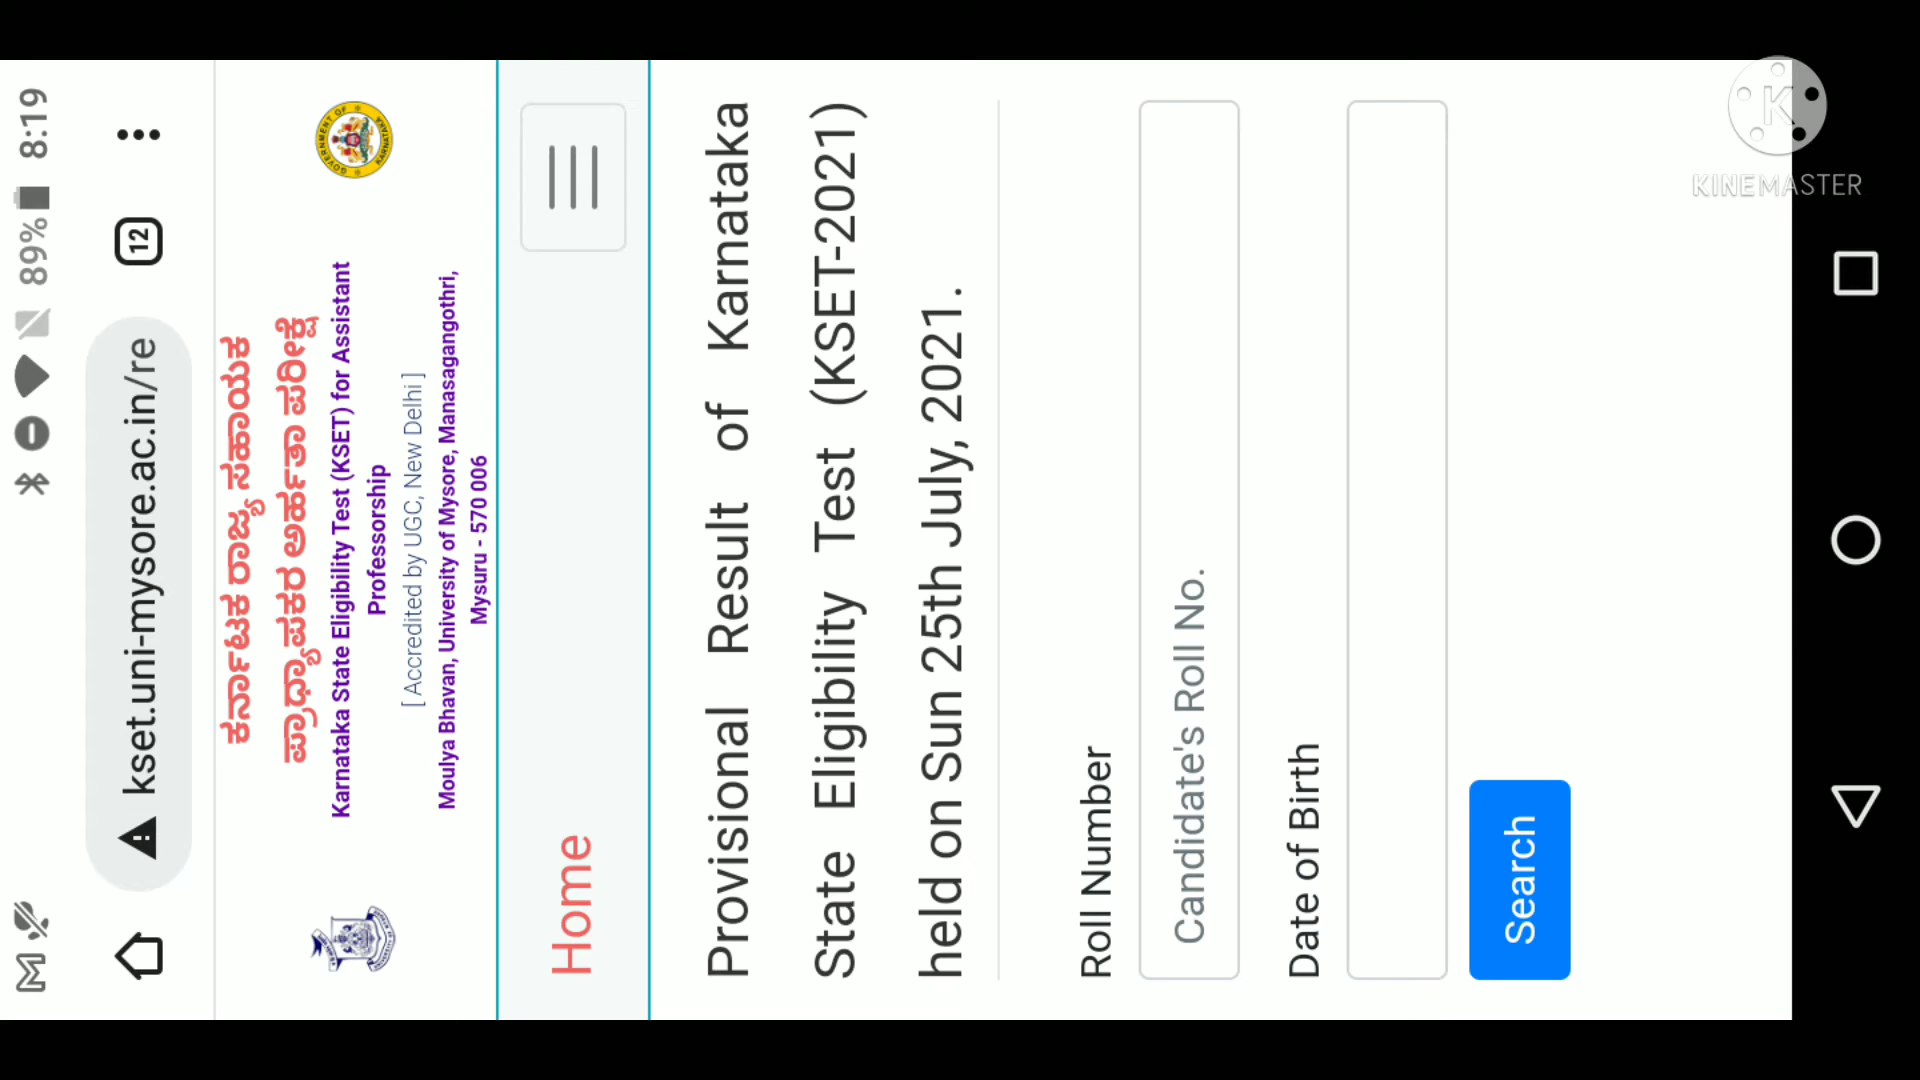 8:19
89%
12
kset.uni-mysore.ac.in/re
ಕರ್ನಾಟಕ ರಾಜ್ಯ ಸಹಾಯಕ
ಪ್ರಾಧ್ಯಾಪಕರ ಅರ್ಹತಾ ಪರೀಕ್ಷೆ
Karnataka State Eligibility Test (KSET) for Assistant
Professorship
[ Accredited by UGC, New Delhi ]
Moulya Bhavan, University of Mysore, Manasagangothri,
Mysuru - 570 006
GOVERNMENT OF
KARNATAKA
Home
Provisional Result of Karnataka
State Eligibility Test (KSET-2021)
held on Sun 25th July, 2021.
Roll Number
Candidate's Roll No.
Date of Birth
Search
K
KINEMASTER